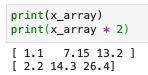 print(x_array)
print(x_array * 2)
[ 1.1   7.15 13.2 ]
[ 2.2 14.3 26.4]